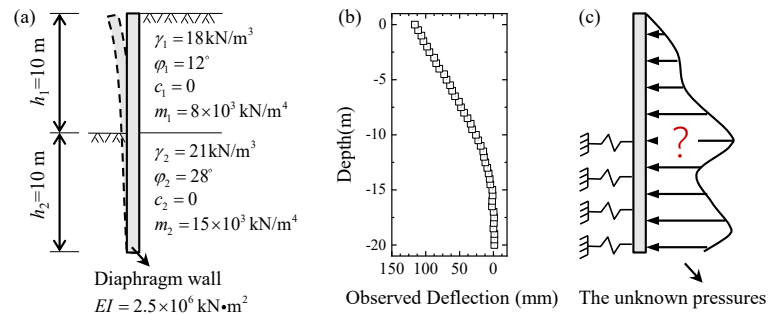 (a)
h₁=10 m
h₂=10 m
γ₁ = 18kN/m³
φ₁ = 12°
c₁ = 0
m₁ = 8×10³ kN/m⁴
γ₂ = 21kN/m³
φ₂ = 28°
c₂ = 0
m₂ = 15×10³ kN/m⁴
Diaphragm wall
EI = 2.5×10⁶ kN•m²
(b)
Depth(m)
0
-5
-10
-15
-20
150 100 50 0
Observed Deflection (mm)
(c)
?
The unknown pressures